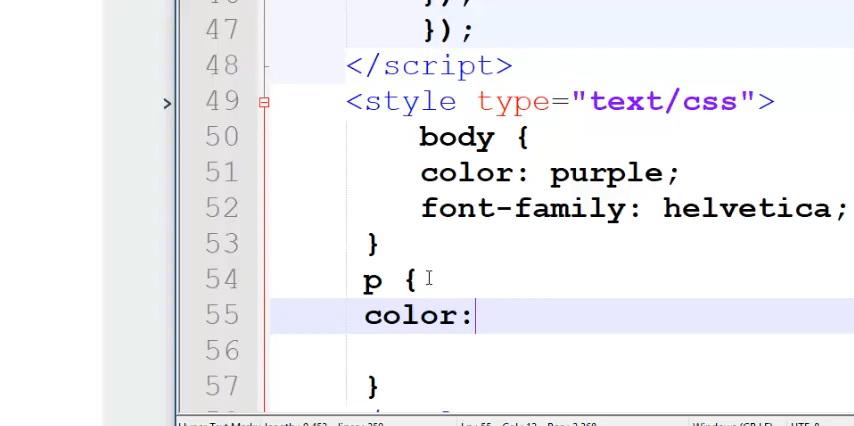 47 });
48 </script>
49 <style type="text/css">
50 body {
51 color: purple;
52 font-family: helvetica;
53 }
54 p {
55 color:
56
57 }